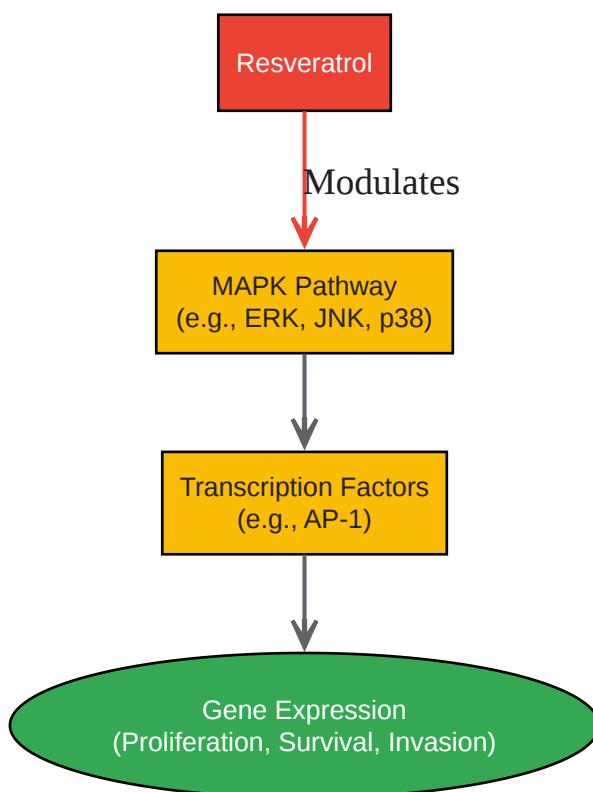 Resveratrol
Modulates
MAPK Pathway
(e.g., ERK, JNK, p38)
Transcription Factors
(e.g., AP-1)
Gene Expression
(Proliferation, Survival, Invasion)